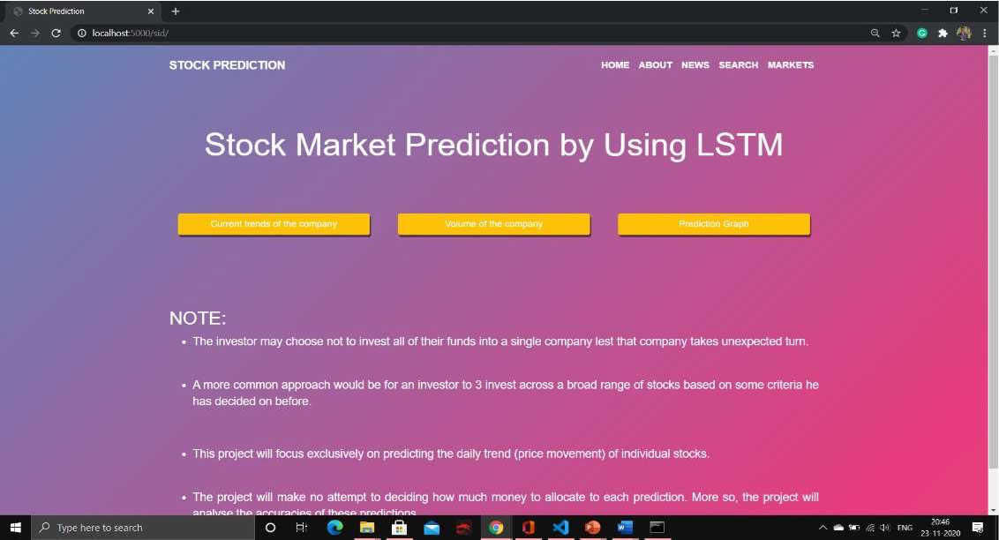 Stock Prediction
localhost:5000/sid/
STOCK PREDICTION
HOME ABOUT NEWS SEARCH MARKETS
Stock Market Prediction by Using LSTM
Current trends of the company
Volume of the company
Prediction Graph
NOTE:
The investor may choose not to invest all of their funds into a single company lest that company takes unexpected turn.
A more common approach would be for an investor to 3 invest across a broad range of stocks based on some criteria he
has decided on before.
This project will focus exclusively on predicting the daily trend (price movement) of individual stocks.
The project will make no attempt to deciding how much money to allocate to each prediction. More so, the project will
analyse the accuracies of these predictions
Type here to search
ENG
20:46
23-11-2020